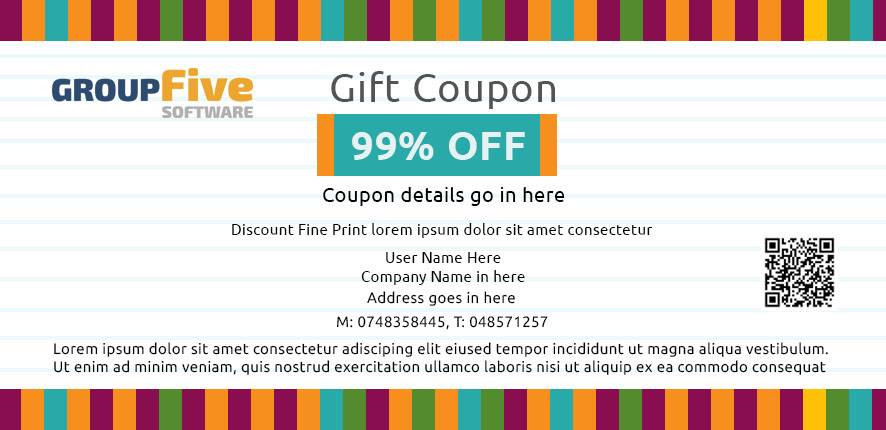 GROUPFive
SOFTWARE
Gift Coupon
99% OFF
Coupon details go in here
Discount Fine Print lorem ipsum dolor sit amet consectetur
User Name Here
Company Name in here
Address goes in here
M: 0748358445, T: 048571257
Lorem ipsum dolor sit amet consectetur adisciping elit eiused tempor incididunt ut magna aliqua vestibulum.
Ut enim ad minim veniam, quis nostrud exercitation ullamco laboris nisi ut aliquip ex ea commodo consequat